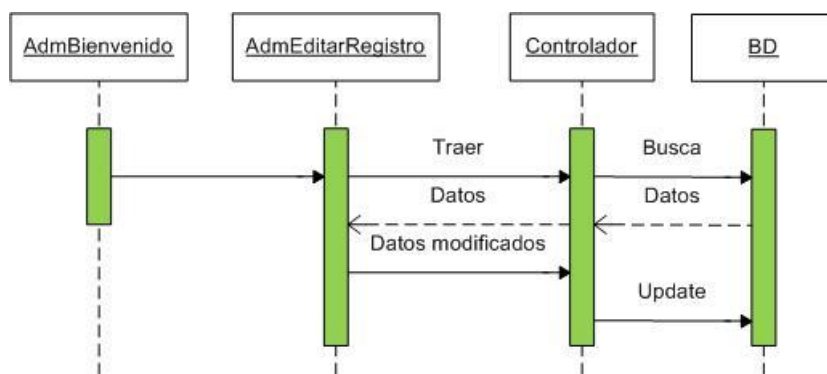 AdmBienvenido
AdmEditarRegistro
Controlador
BD
Traer
Busca
Datos
Datos
Datos modificados
Update